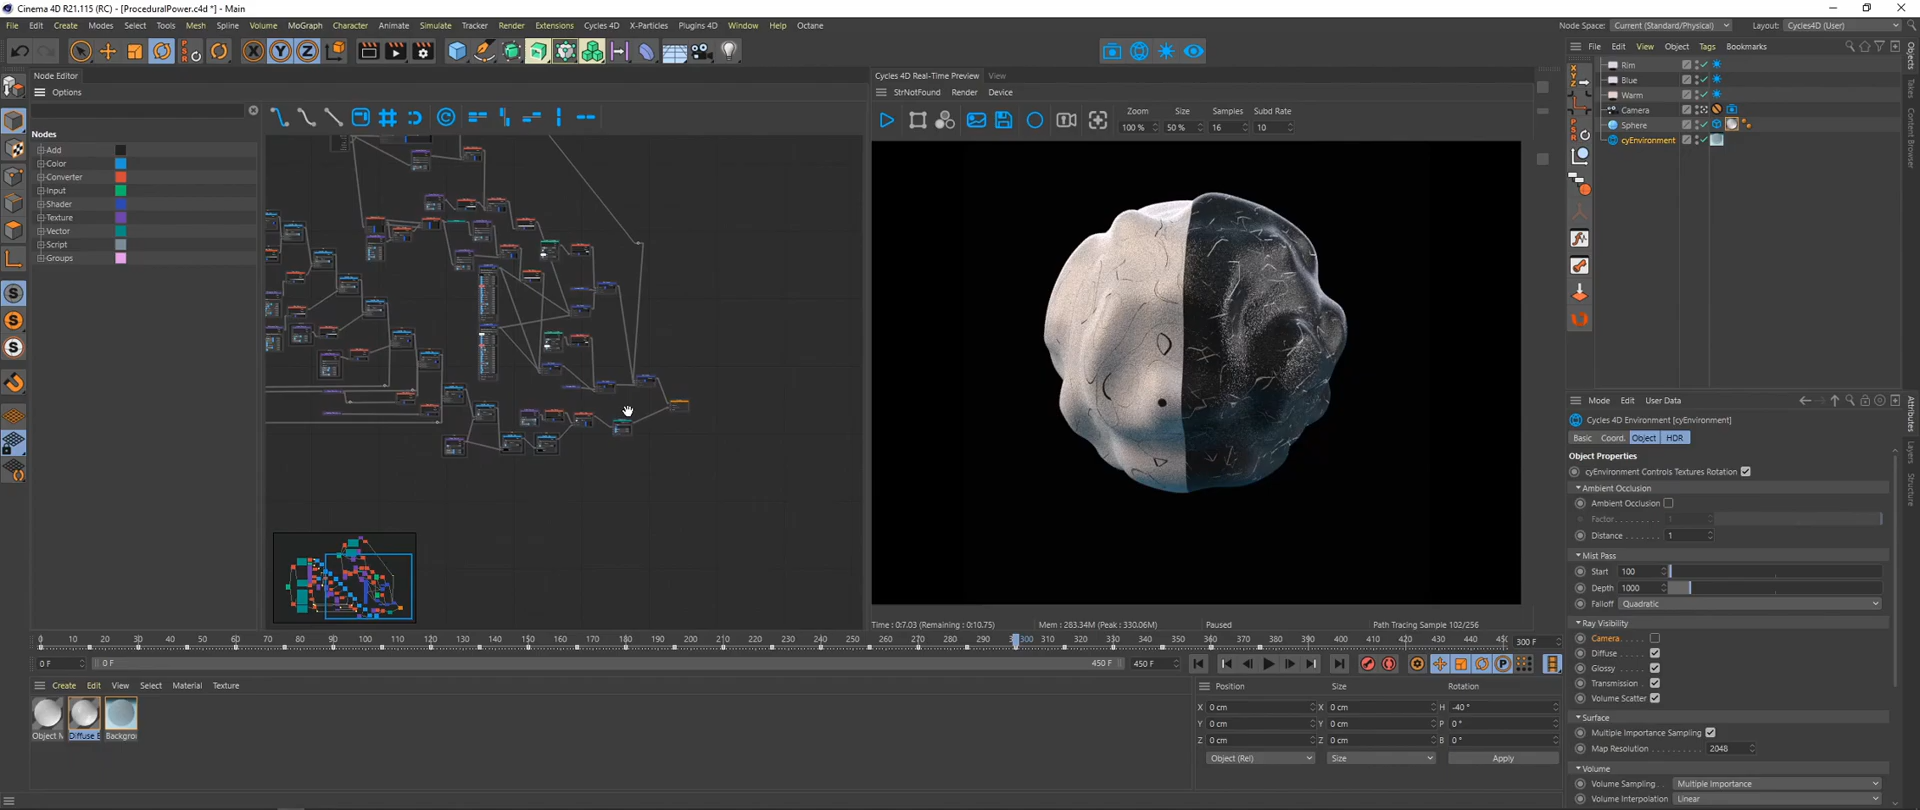 Cinema 4D R21.115 (RC) - [ProceduralPower.c4d *] - Main
File Edit Create Modes Select Tools Mesh Spline Volume MoGraph Character Animate Simulate Tracker Render Extensions Cycles 4D X-Particles Plugins 4D Window Help Octane
Node Space: Current (Standard/Physical) Layout: Cycles4D (User)
Node Editor
Options
Nodes
Add
Color
Converter
Input
Shader
Texture
Vector
Script
Groups
Cycles 4D Real-Time Preview View
StrNotFound Render Device
Zoom Size Samples Subd Rate
100 % 50 % 16 10
Time : 0:7.03 (Remaining : 0:10.75) Mem : 283.34M (Peak : 330.06M) Paused Path Tracing Sample 102/256
File Edit View Object Tags Bookmarks
Rim
Blue
Warm
Camera
Sphere
cyEnvironment
Objects
Takes
Content Browser
Mode Edit User Data
Cycles 4D Environment [cyEnvironment]
Basic Coord. Object HDR
Object Properties
cyEnvironment Controls Textures Rotation
Ambient Occlusion
Ambient Occlusion
Factor 1
Distance 1
Mist Pass
Start 100
Depth 1000
Falloff Quadratic
Ray Visibility
Camera
Diffuse
Glossy
Transmission
Volume Scatter
Surface
Multiple Importance Sampling
Map Resolution 2048
Volume
Volume Sampling Multiple Importance
Volume Interpolation Linear
Attributes
Layers
Structure
0 10 20 30 40 50 60 70 80 90 100 110 120 130 140 150 160 170 180 190 200 210 220 230 240 250 260 270 280 290 300 310 320 330 340 350 360 370 380 390 400 410 420 430 440 300 F
0 F 0 F 450 F 450 F
Create Edit View Select Material Texture
Object M Diffuse E Backgrou
Position Size Rotation
X 0 cm X 0 cm H -40 °
Y 0 cm Y 0 cm P 0 °
Z 0 cm Z 0 cm B 0 °
Object (Rel) Size Apply